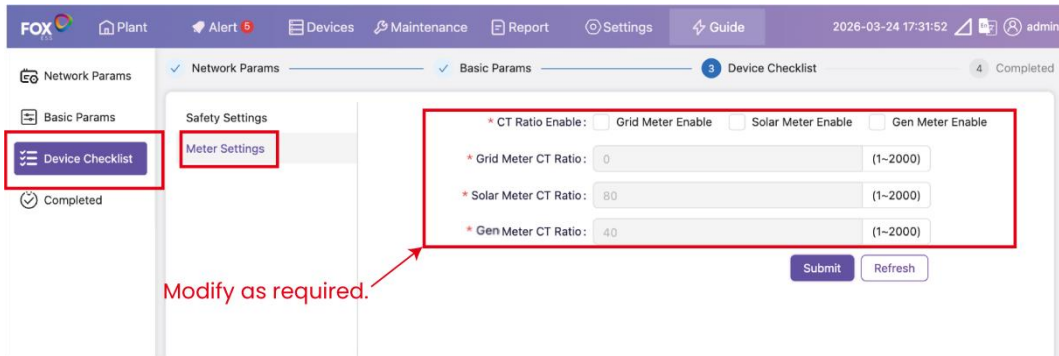 FOX ESS Plant Alert 5 Devices Maintenance Report Settings Guide 2026-03-24 17:31:52 admin
Network Params
Basic Params
Device Checklist
Completed
Network Params Basic Params 3 Device Checklist 4 Completed
Safety Settings
Meter Settings
* CT Ratio Enable: Grid Meter Enable Solar Meter Enable Gen Meter Enable
* Grid Meter CT Ratio: 0 (1~2000)
* Solar Meter CT Ratio: 80 (1~2000)
* Gen Meter CT Ratio: 40 (1~2000)
Submit Refresh
Modify as required.